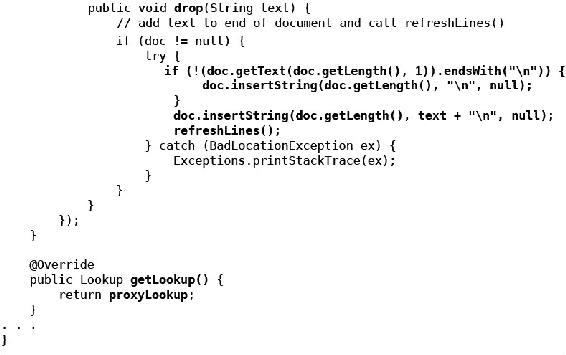 public void drop(String text) {
// add text to end of document and call refreshLines()
if (doc != null) {
try {
if (!(doc.getText(doc.getLength(), 1)).endsWith("\n")) {
doc.insertString(doc.getLength(), "\n", null);
}
doc.insertString(doc.getLength(), text + "\n", null);
refreshLines();
} catch (BadLocationException ex) {
Exceptions.printStackTrace(ex);
}
}
}
});
}
@Override
public Lookup getLookup() {
return proxyLookup;
}
. . .
}